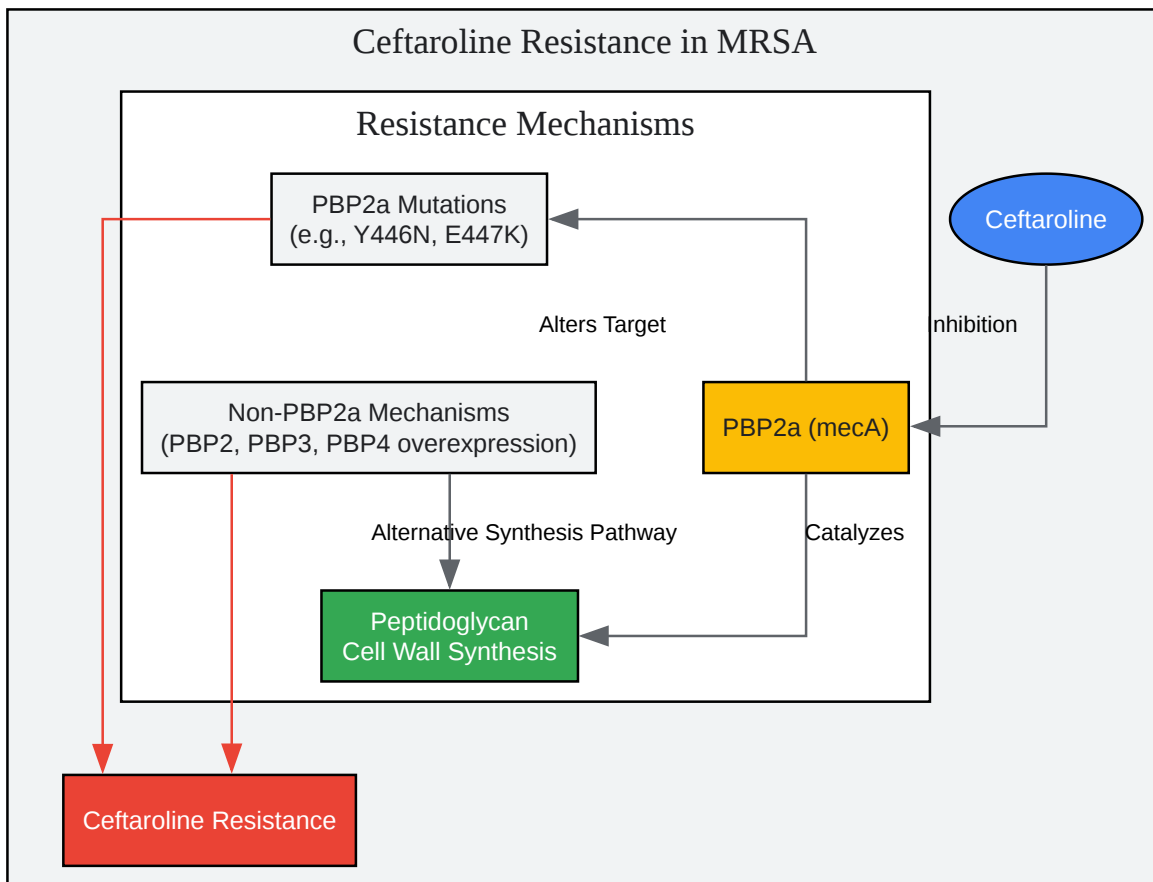 Ceftaroline Resistance in MRSA
Resistance Mechanisms
PBP2a Mutations
(e.g., Y446N, E447K)
Ceftaroline
Alters Target
Inhibition
Non-PBP2a Mechanisms
(PBP2, PBP3, PBP4 overexpression)
PBP2a (mecA)
Alternative Synthesis Pathway
Catalyzes
Peptidoglycan
Cell Wall Synthesis
Ceftaroline Resistance